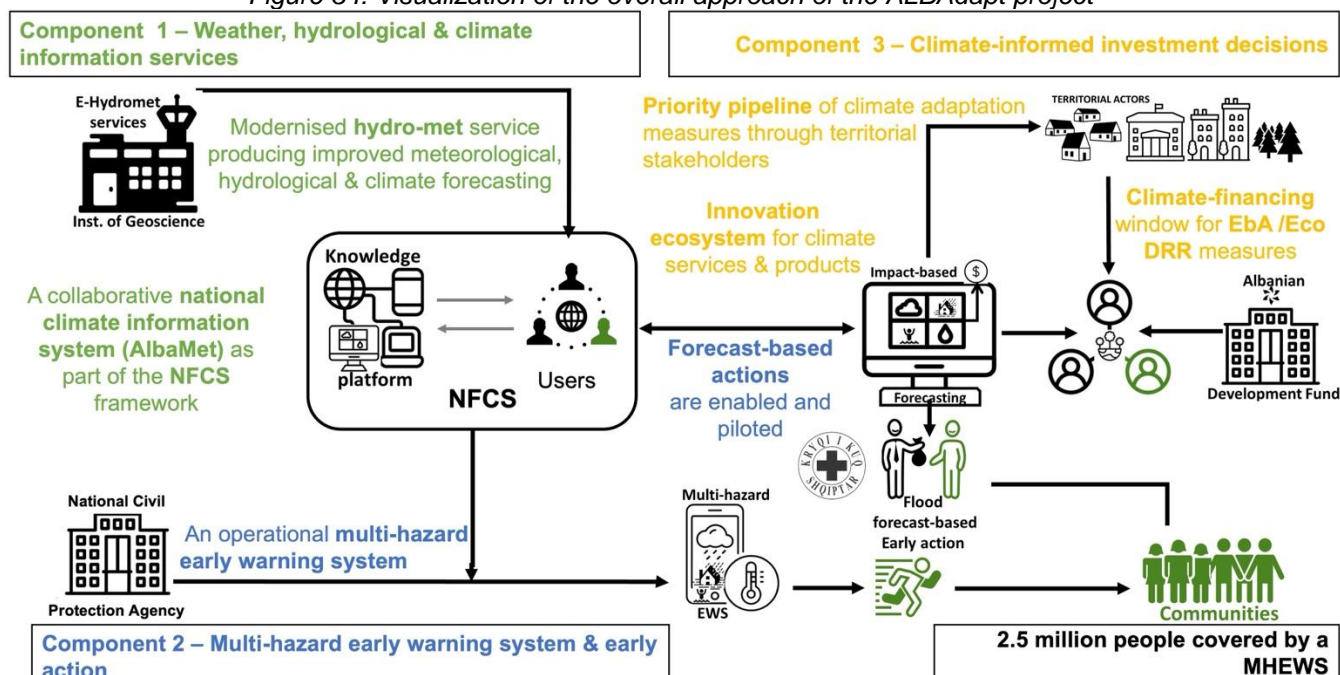 Figure 34: Visualization of the overall approach of the ALBAdapt project
Component 1 – Weather, hydrological & climate
information services
Component 3 – Climate-informed investment decisions
E-Hydromet
services
Inst. of Geoscience
Modernised hydro-met service
producing improved meteorological,
hydrological & climate forecasting
Priority pipeline of climate adaptation
measures through territorial
stakeholders
TERRITORIAL ACTORS
Innovation
ecosystem for climate
services & products
Climate-financing
window for EbA /Eco
DRR measures
Knowledge
platform
Users
NFCS
A collaborative national
climate information
system (AlbaMet) as
part of the NFCS
framework
Impact-based
$
Forecasting
Albanian
Development Fund
Forecast-based
actions
are enabled and
piloted
KRYQI I KUQ
SHQIPTAR
Flood
forecast-based
Early action
National Civil
Protection Agency
An operational multi-hazard
early warning system
Multi-hazard
EWS
Communities
Component 2 – Multi-hazard early warning system & early
action
2.5 million people covered by a
MHEWS